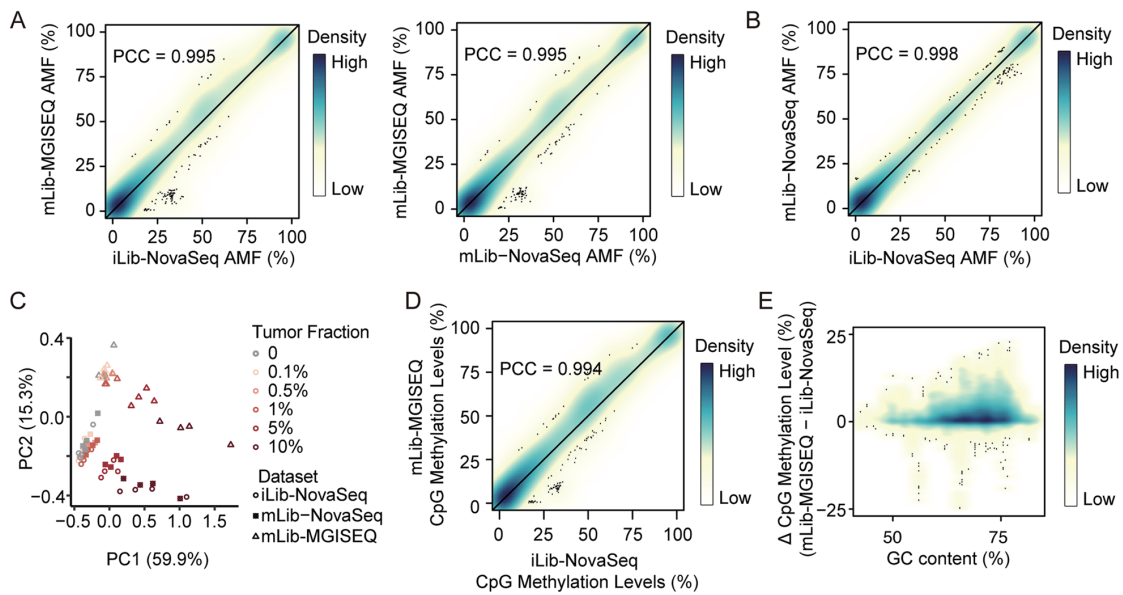 A
mLib-MGISEQ AMF (%)
100
75
50
25
0
PCC = 0.995
0
25
50
75
100
iLib-NovaSeq AMF (%)
Density
High
Low
mLib-MGISEQ AMF (%)
100
75
50
25
0
PCC = 0.995
0
25
50
75
100
mLib−NovaSeq AMF (%)
Density
High
Low
B
mLib−NovaSeq AMF (%)
100
75
50
25
0
PCC = 0.998
0
25
50
75
100
iLib-NovaSeq AMF (%)
Density
High
Low
C
PC2 (15.3%)
0.4
0.0
−0.4
−0.5
0.0
0.5
1.0
1.5
PC1 (59.9%)
Tumor Fraction
0
0.1%
0.5%
1%
5%
10%
Dataset
iLib-NovaSeq
mLib−NovaSeq
mLib-MGISEQ
D
mLib-MGISEQ
CpG Methylation Levels (%)
100
75
50
25
0
PCC = 0.994
0
25
50
75
100
iLib-NovaSeq
CpG Methylation Levels (%)
Density
High
Low
E
Δ CpG Methylation Level (%)
(mLib-MGISEQ − iLib-NovaSeq)
25
0
−25
50
75
GC content (%)
Density
High
Low